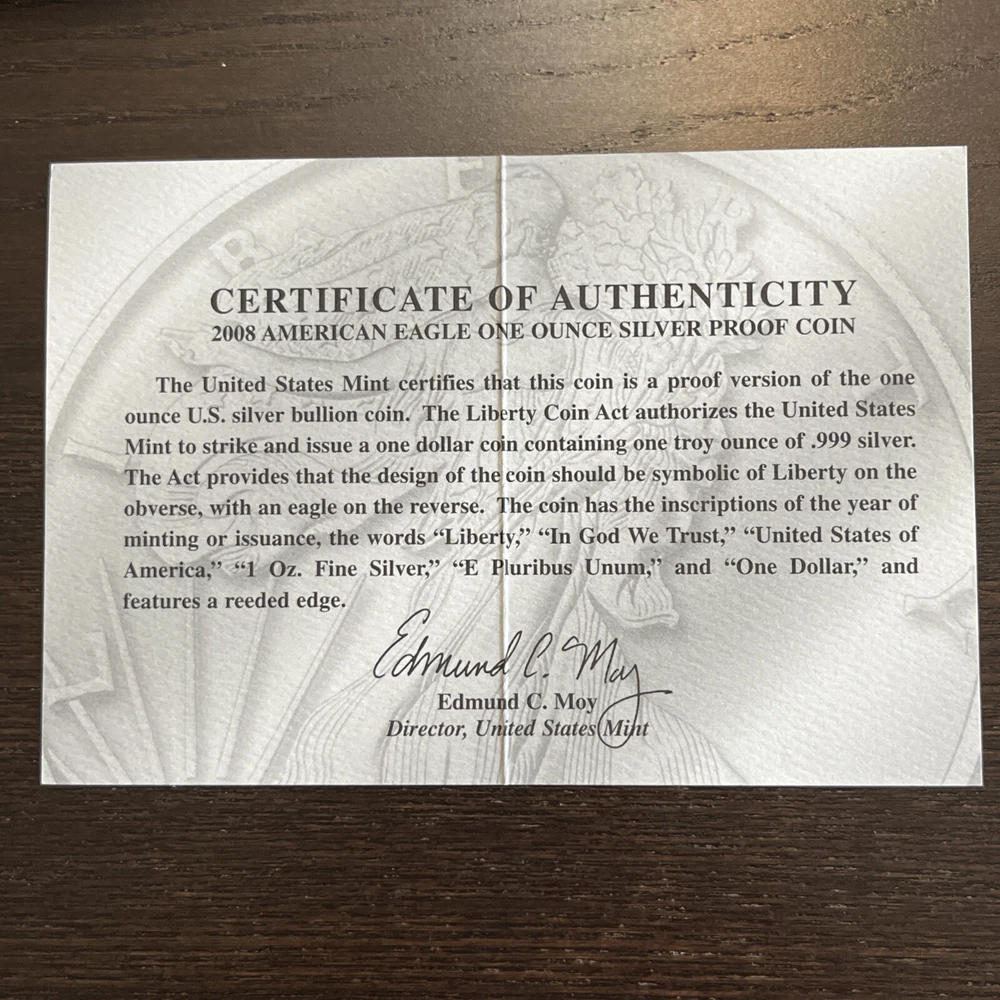 CERTIFICATE OF AUTHENTICITY
2008 AMERICAN EAGLE ONE OUNCE SILVER PROOF COIN
The United States Mint certifies that this coin is a proof version of the one
ounce U.S. silver bullion coin. The Liberty Coin Act authorizes the United States
Mint to strike and issue a one dollar coin containing one troy ounce of .999 silver.
The Act provides that the design of the coin should be symbolic of Liberty on the
obverse, with an eagle on the reverse. The coin has the inscriptions of the year of
minting or issuance, the words “Liberty,” “In God We Trust,” “United States of
America,” “1 Oz. Fine Silver,” “E Pluribus Unum,” and “One Dollar,” and
features a reeded edge.
Edmund C. Moy
Edmund C. Moy
Director, United States Mint